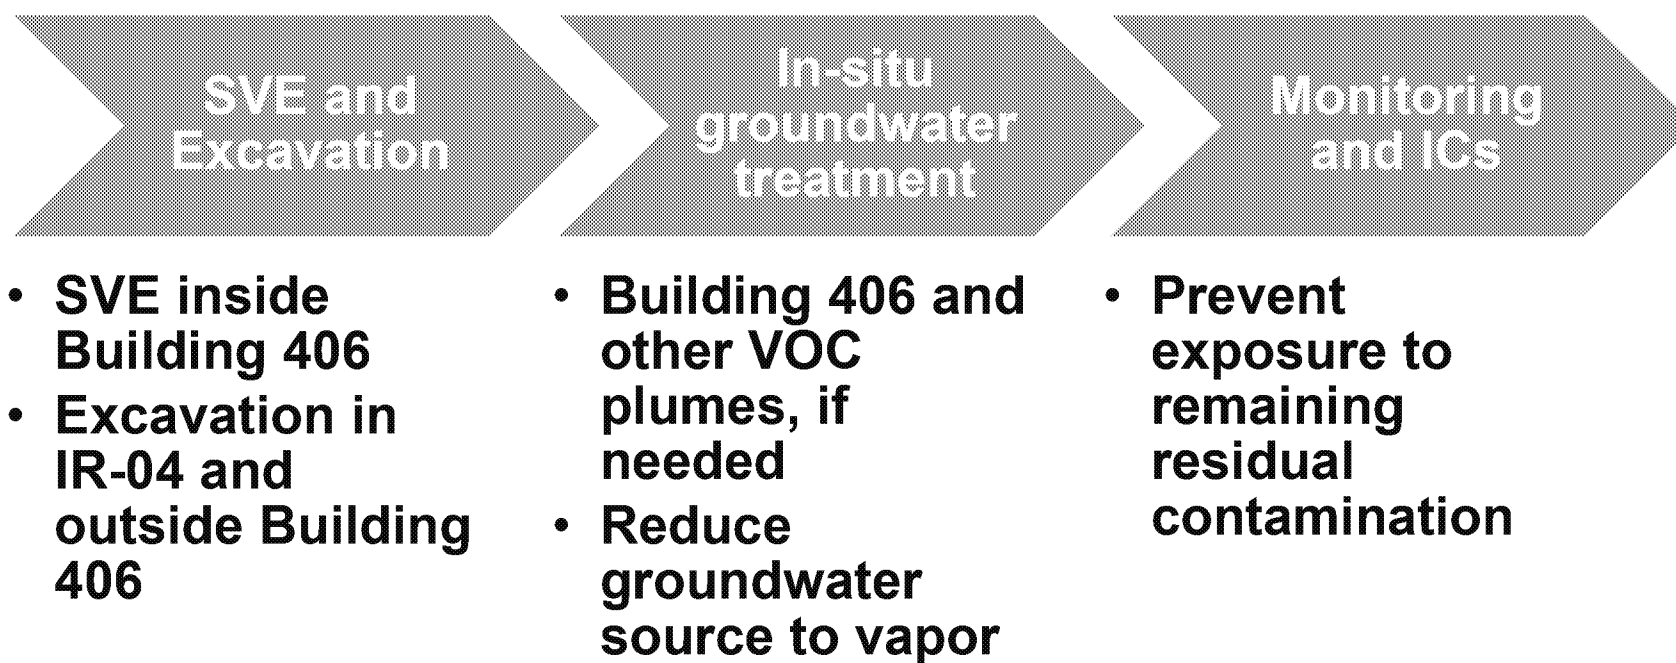 SVE and
Excavation
In-situ
groundwater
treatment
Monitoring
and ICs
• SVE inside
Building 406
• Excavation in
IR-04 and
outside Building
406
• Building 406 and
other VOC
plumes, if
needed
• Reduce
groundwater
source to vapor
• Prevent
exposure to
remaining
residual
contamination